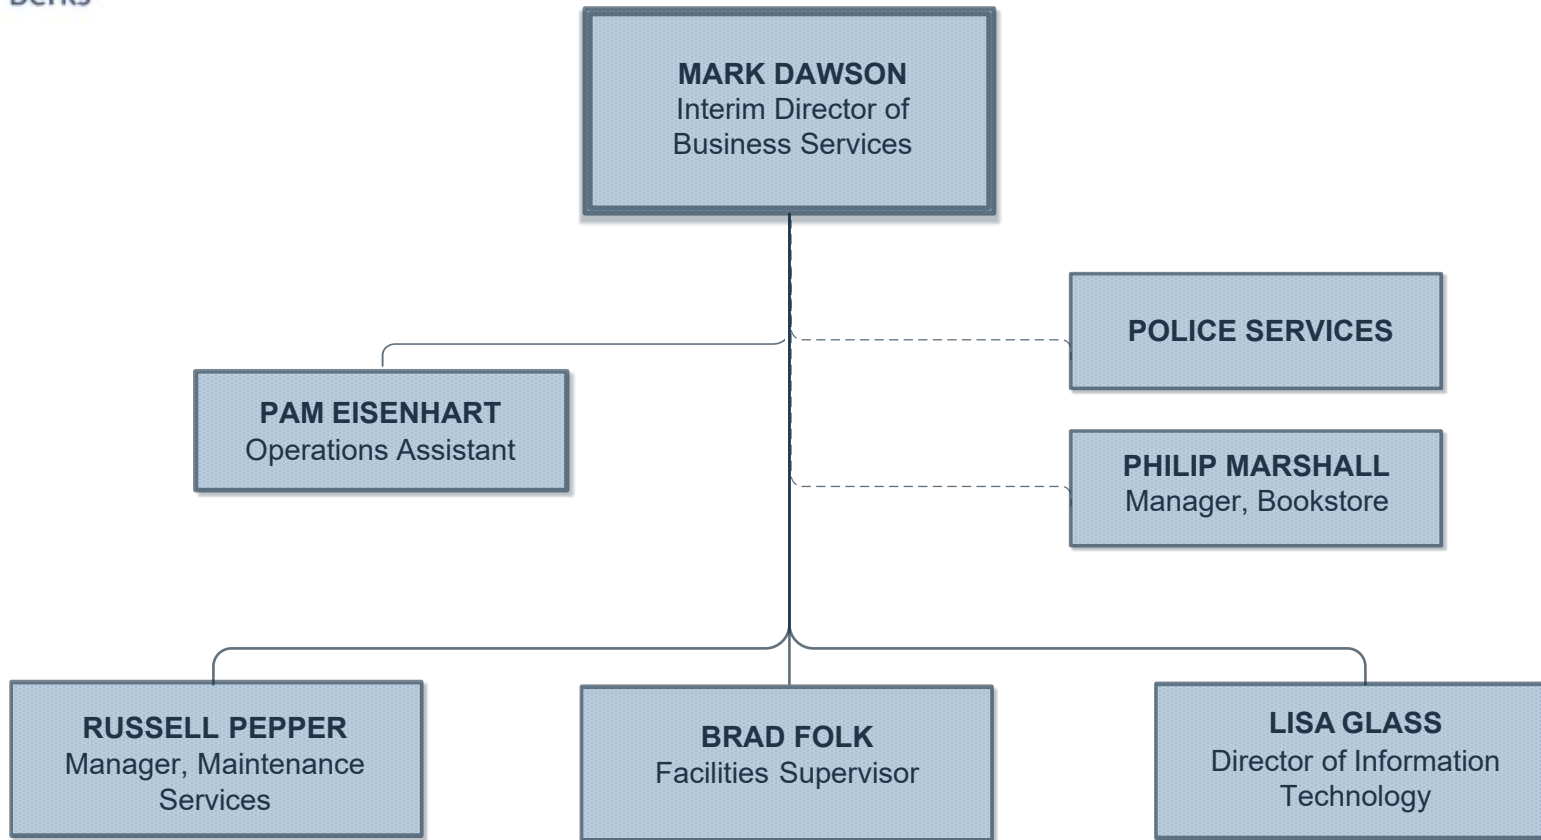 MARK DAWSON
Interim Director of
Business Services
POLICE SERVICES
PAM EISENHART
Operations Assistant
PHILIP MARSHALL
Manager, Bookstore
RUSSELL PEPPER
Manager, Maintenance
Services
BRAD FOLK
Facilities Supervisor
LISA GLASS
Director of Information
Technology